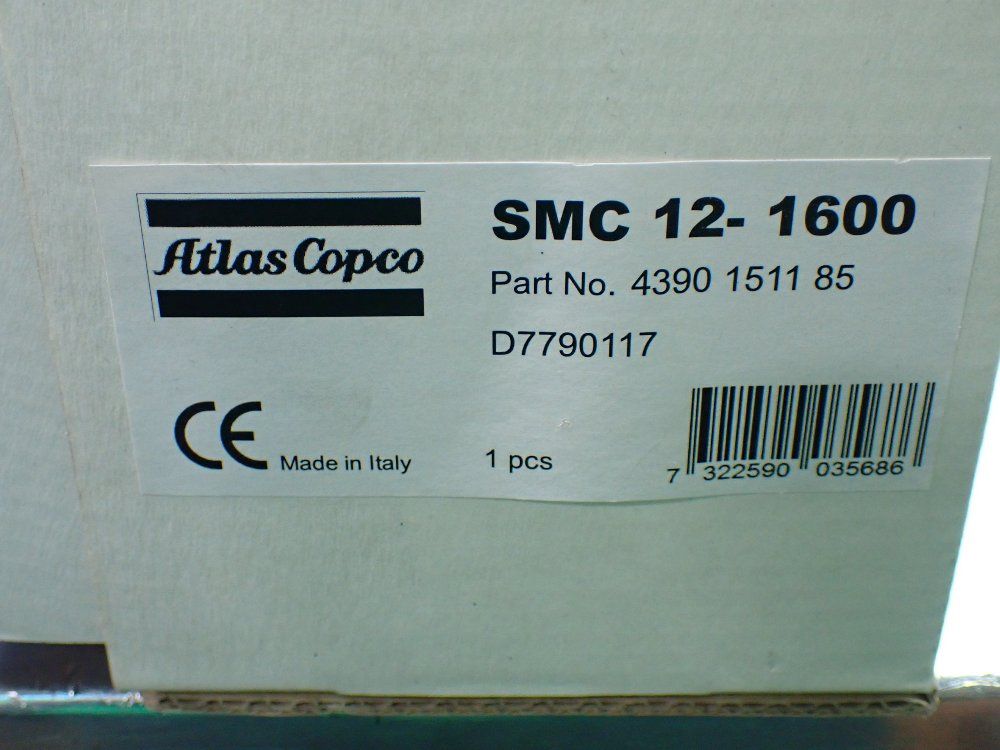 Atlas Copco
SMC 12- 1600
Part No. 4390 1511 85
D7790117
CE Made in Italy
1 pcs
7 322590 035686